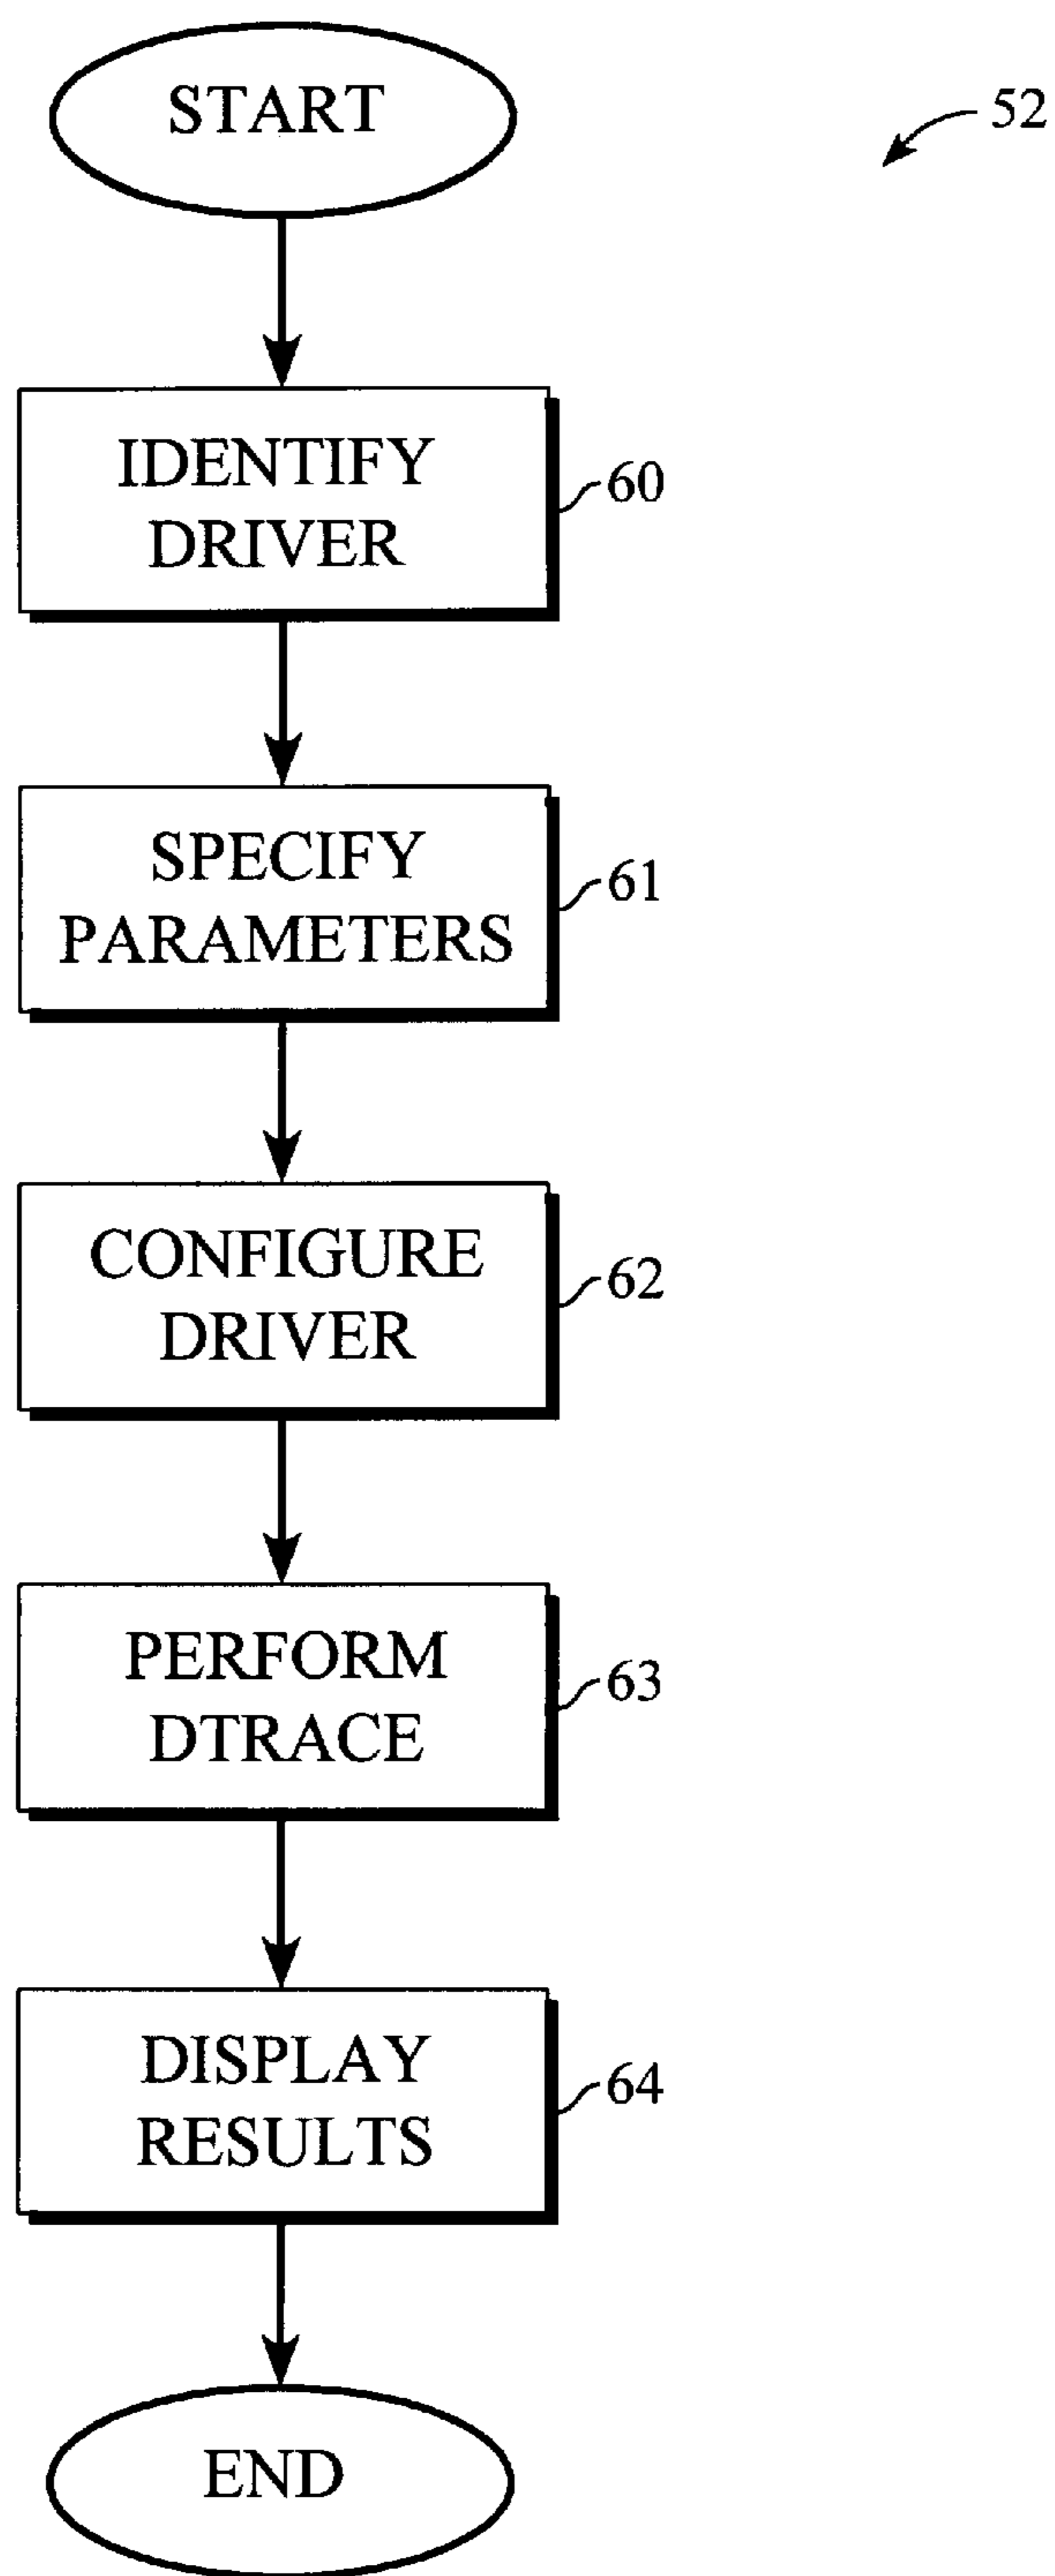 START
52
IDENTIFY
DRIVER
60
SPECIFY
PARAMETERS
61
CONFIGURE
DRIVER
62
PERFORM
DTRACE
63
DISPLAY
RESULTS
64
END